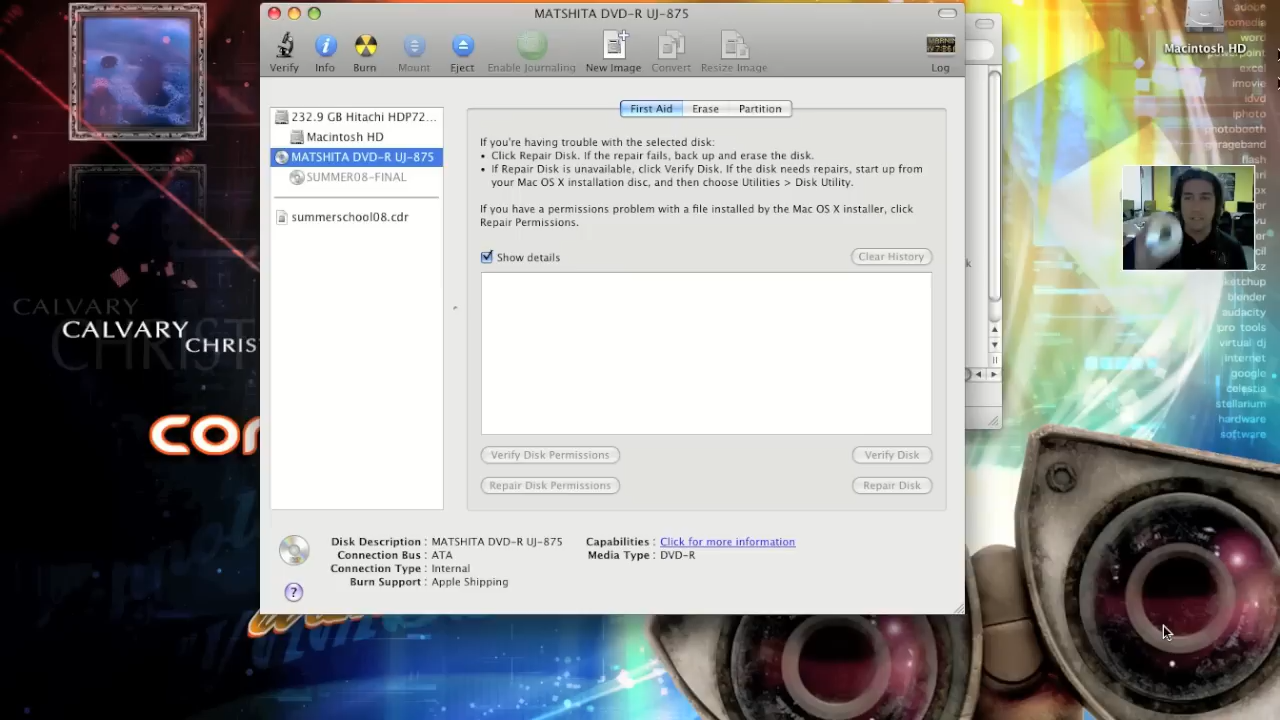 MATSHITA DVD-R UJ-875
Verify
Info
Burn
Mount
Eject
Enable Journaling
New Image
Convert
Resize Image
Log
232.9 GB Hitachi HDP72...
Macintosh HD
MATSHITA DVD-R UJ-875
SUMMER08-FINAL
summerschool08.cdr
First Aid
Erase
Partition
If you're having trouble with the selected disk:
• Click Repair Disk. If the repair fails, back up and erase the disk.
• If Repair Disk is unavailable, click Verify Disk. If the disk needs repairs, start up from
your Mac OS X installation disc, and then choose Utilities > Disk Utility.
If you have a permissions problem with a file installed by the Mac OS X installer, click
Repair Permissions.
Show details
Clear History
Verify Disk Permissions
Verify Disk
Repair Disk Permissions
Repair Disk
Disk Description : MATSHITA DVD-R UJ-875
Connection Bus : ATA
Connection Type : Internal
Burn Support : Apple Shipping
Capabilities : Click for more information
Media Type : DVD-R
?
CALVARY
CALVARY
CHRIS
Macintosh HD
word
excel
imovie
idvd
iphoto
photobooth
flash
blender
audacity
pro tools
virtual dj
internet
google
celestia
stellarium
hardware
software